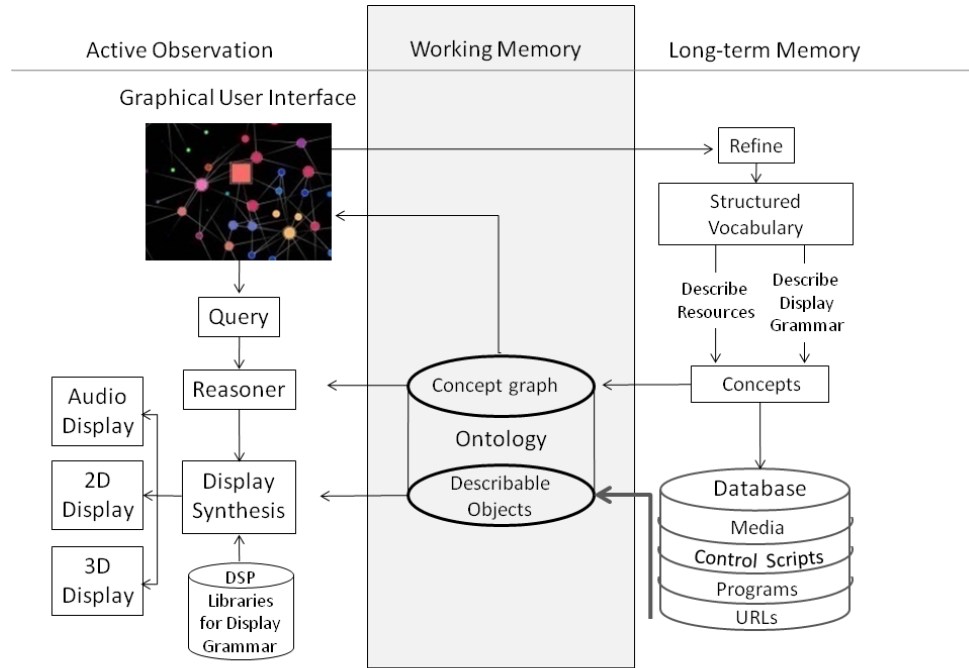 Active Observation
Working Memory
Long-term Memory
Graphical User Interface
Refine
Structured
Vocabulary
Describe
Resources
Describe
Display
Grammar
Query
Reasoner
Concept graph
Concepts
Ontology
Audio
Display
2D
Display
3D
Display
Display
Synthesis
Describable
Objects
Database
Media
Control Scripts
Programs
URLs
DSP
Libraries
for Display
Grammar